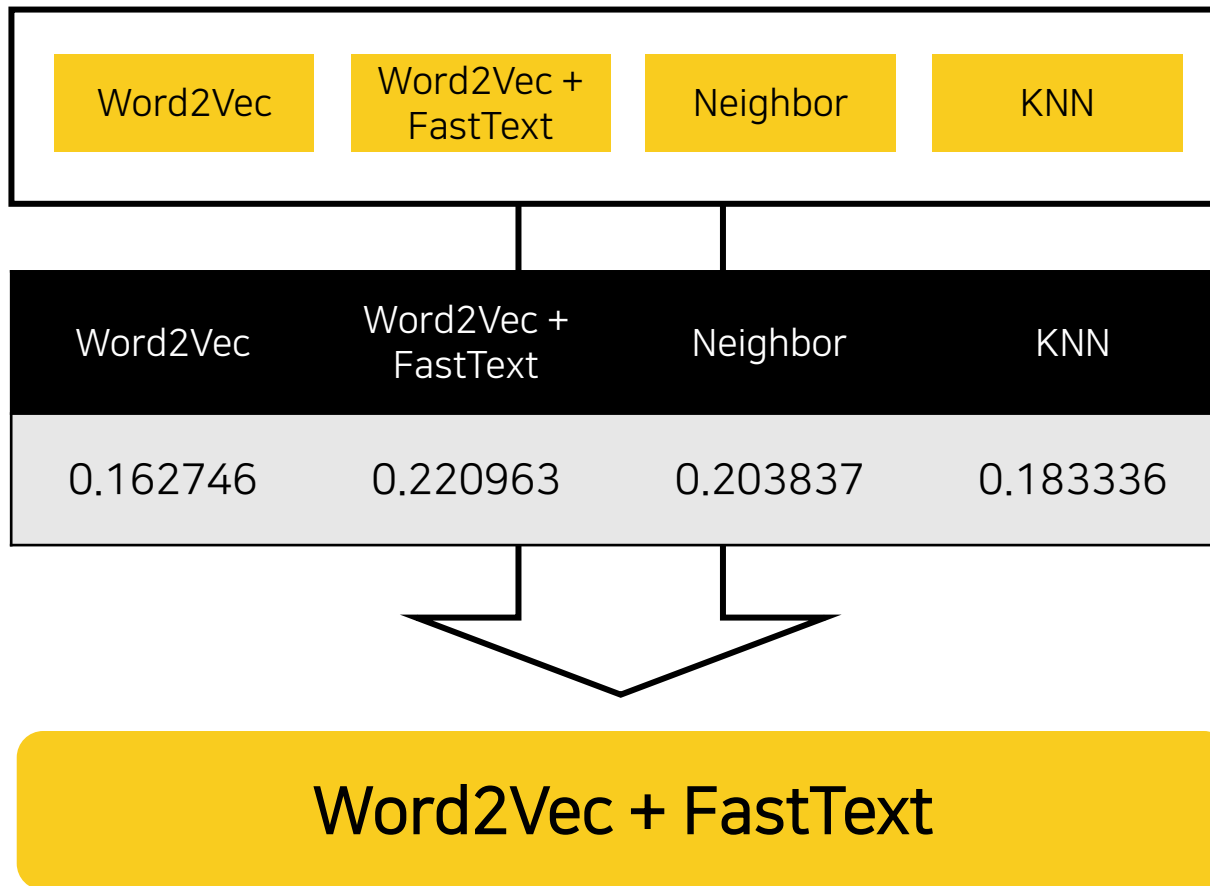 Word2Vec
Word2Vec +
FastText
Neighbor
KNN
Word2Vec
Word2Vec +
FastText
Neighbor
KNN
0.162746
0.220963
0.203837
0.183336
Word2Vec + FastText